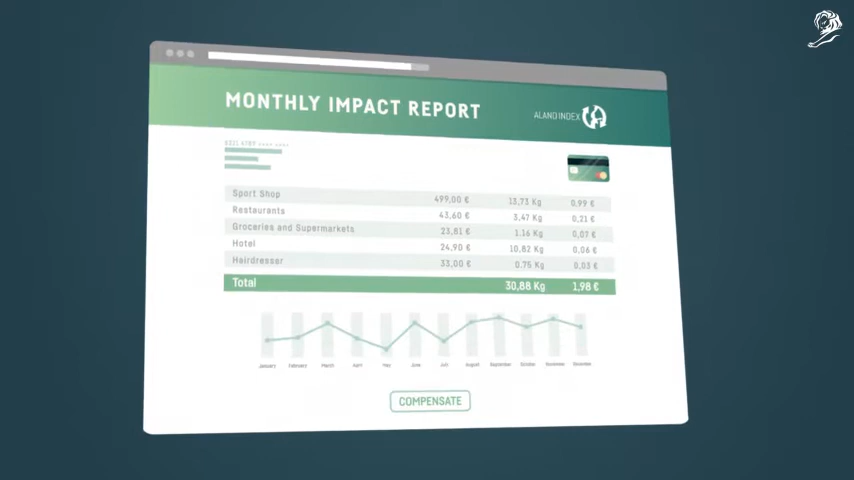 MONTHLY IMPACT REPORT
ALAND INDEX
Sport Shop 499,00 € 13,73 Kg 0,99 €
Restaurants 43,60 € 3,47 Kg 0,21 €
Groceries and Supermarkets 23,81 € 1.16 Kg 0,07 €
Hotel 24,90 € 10,82 Kg 0,06 €
Hairdresser 33,00 € 0.75 Kg 0,03 €
Total 30,88 Kg 1,98 €
January February March April May June July August September October November December
COMPENSATE